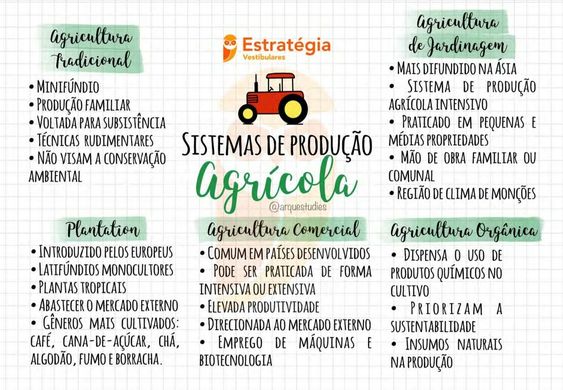 Agricultura
Tradicional
• Minifúndio
• Produção familiar
• Voltada para subsistência
• Técnicas rudimentares
• Não visam a conservação
ambiental
Estratégia
Vestibulares
Sistemas de produção
Agrícola
@arquestudies
Agricultura
de Jardinagem
• Mais difundido na Ásia
• Sistema de produção
agrícola intensivo
• Praticado em pequenas e
médias propriedades
• Mão de obra familiar ou
comunal
• Região de clima de monções
Plantation
• Introduzido pelos europeus
• Latifúndios monocultores
• Plantas tropicais
• Abastecer o mercado externo
• Gêneros mais cultivados:
café, cana-de-açúcar, chá,
algodão, fumo e borracha.
Agricultura Comercial
• Comum em países desenvolvidos
• Pode ser praticada de forma
intensiva ou extensiva
• Elevada produtividade
• Direcionada ao mercado externo
• Emprego de máquinas e
biotecnologia
Agricultura Orgânica
• Dispensa o uso de
produtos químicos no
cultivo
• Priorizam a
sustentabilidade
• Insumos naturais
na produção